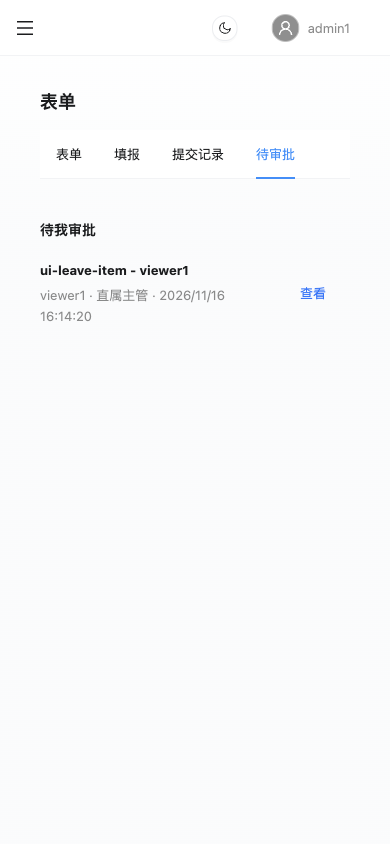 admin1
表单
表单 填报 提交记录 待审批
待我审批
ui-leave-item - viewer1
viewer1 · 直属主管 · 2026/11/16
16:14:20
查看